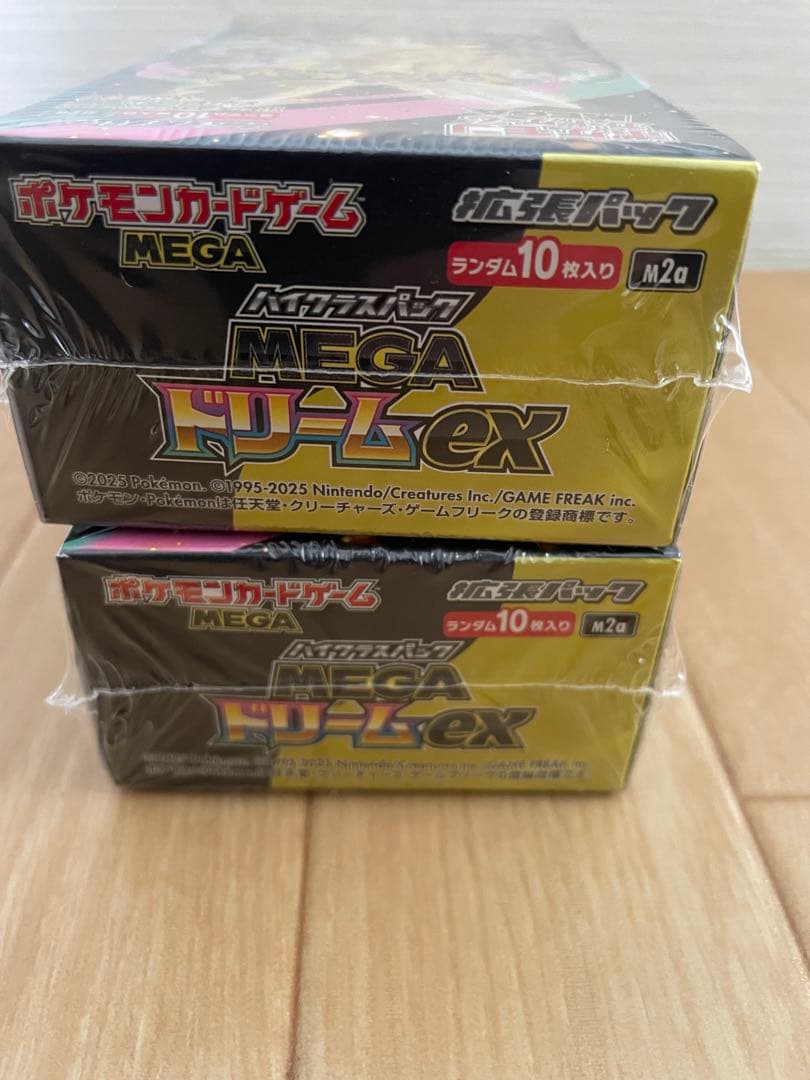 ポケモンカードゲーム
MEGA
拡張パック
ランダム10枚入り
M2a
ハイクラスパック
MEGA
ドリームex
©2025 Pokémon. ©1995-2025 Nintendo/Creatures Inc./GAME FREAK inc.
ポケモン・Pokémonは任天堂・クリーチャーズ・ゲームフリークの登録商標です。
ポケモンカードゲーム
MEGA
拡張パック
ランダム10枚入り
M2a
ハイクラスパック
MEGA
ドリームex
Nintendo/Creatures Inc./GAME FREAK inc.